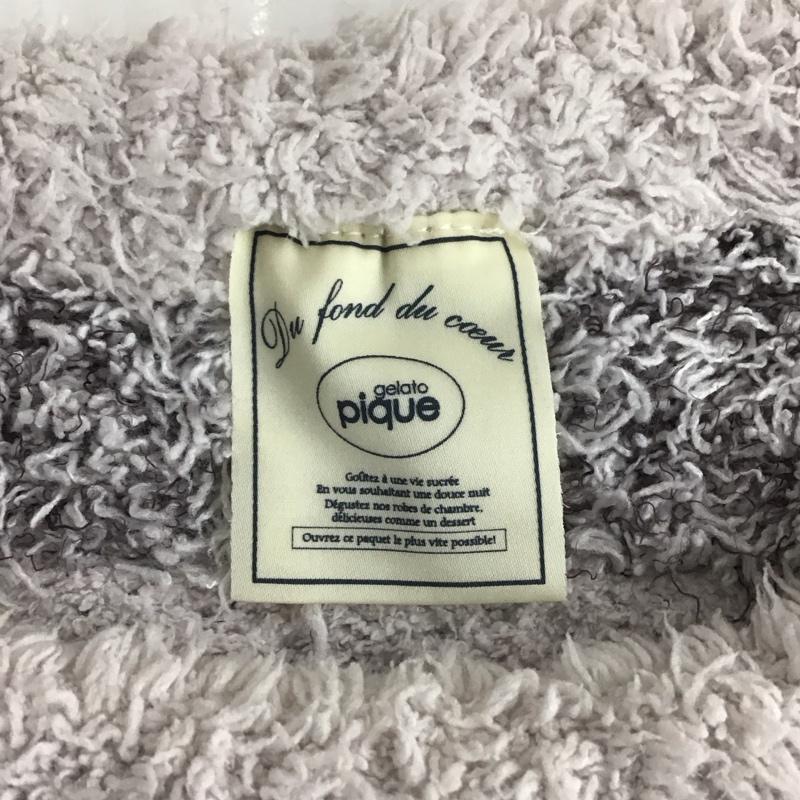 Du fond du cœur
gelato
pique
Goûtez à une vie sucrée
En vous souhaitant une douce nuit
Dégustez nos robes de chambre,
délicieuses comme un dessert
Ouvrez ce paquet le plus vite possible!